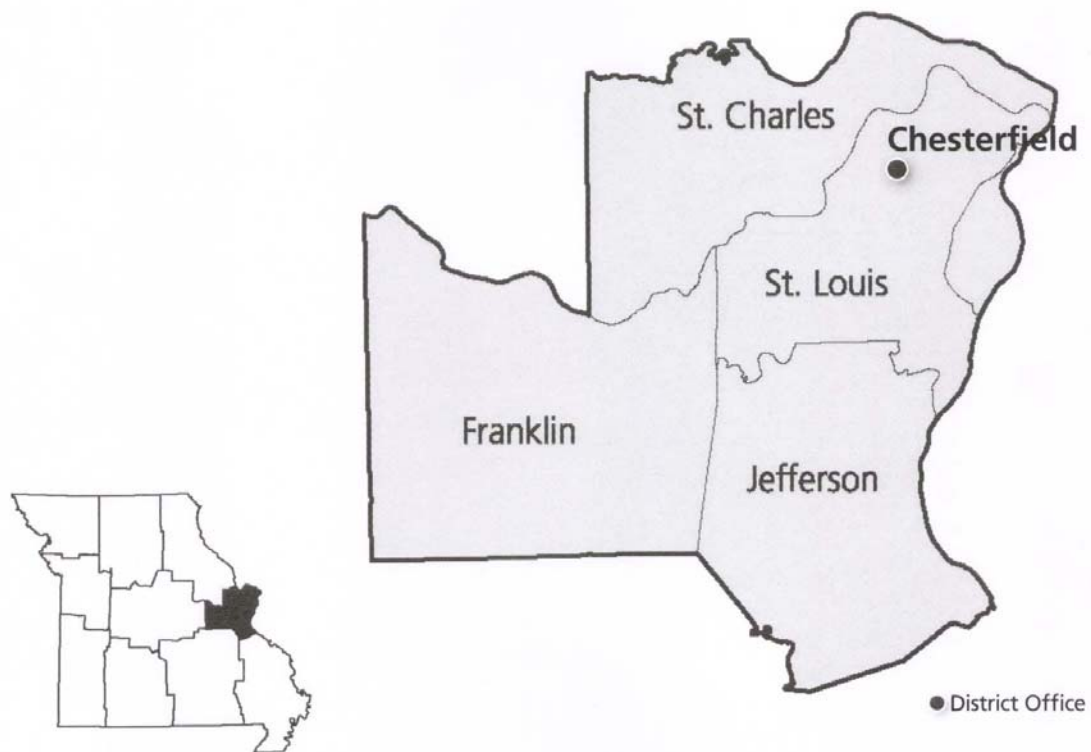 St. Charles
Chesterfield
St. Louis
Franklin
Jefferson
District Office